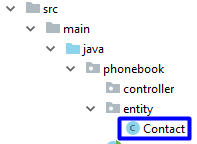 src
main
java
phonebook
controller
entity
C Contact